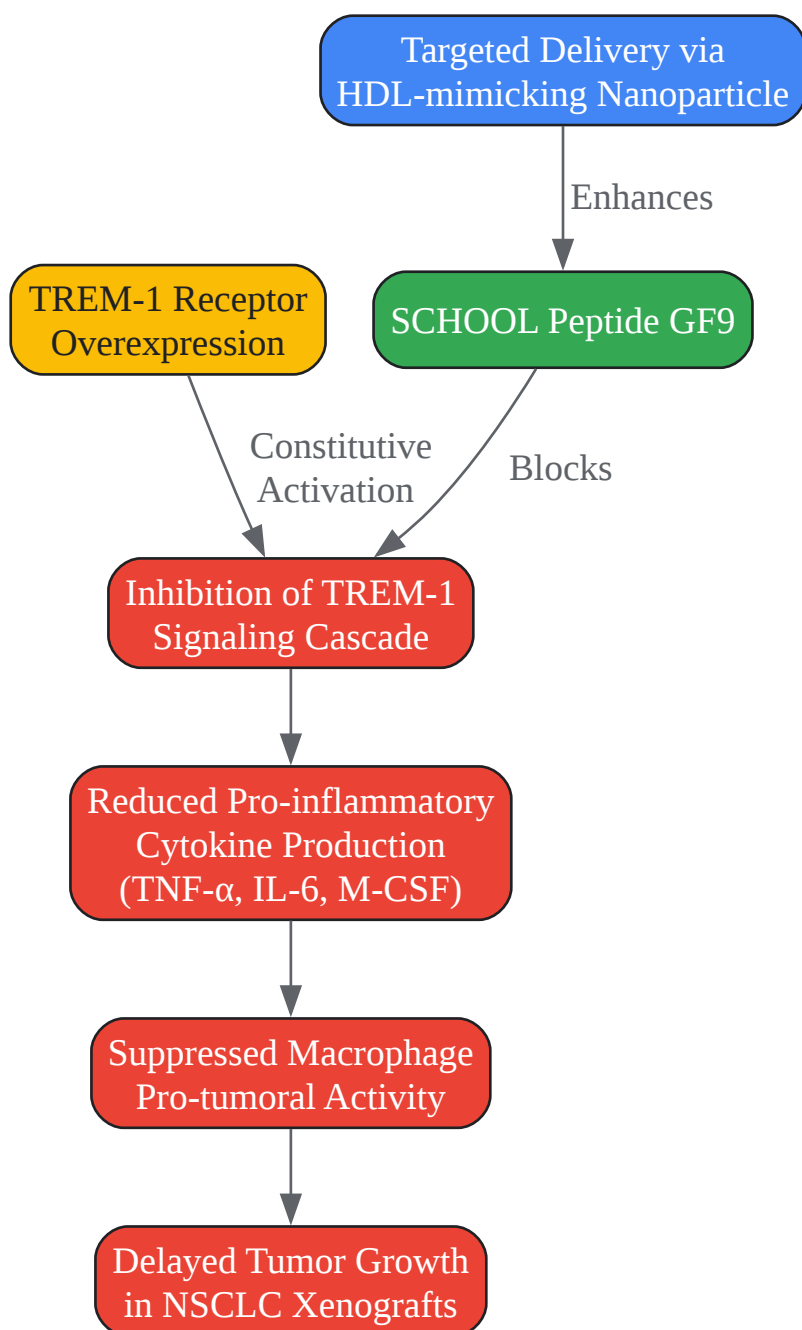 Targeted Delivery via
HDL-mimicking Nanoparticle
Enhances
TREM-1 Receptor
Overexpression
SCHOOL Peptide GF9
Constitutive
Activation
Blocks
Inhibition of TREM-1
Signaling Cascade
Reduced Pro-inflammatory
Cytokine Production
(TNF-α, IL-6, M-CSF)
Suppressed Macrophage
Pro-tumoral Activity
Delayed Tumor Growth
in NSCLC Xenografts